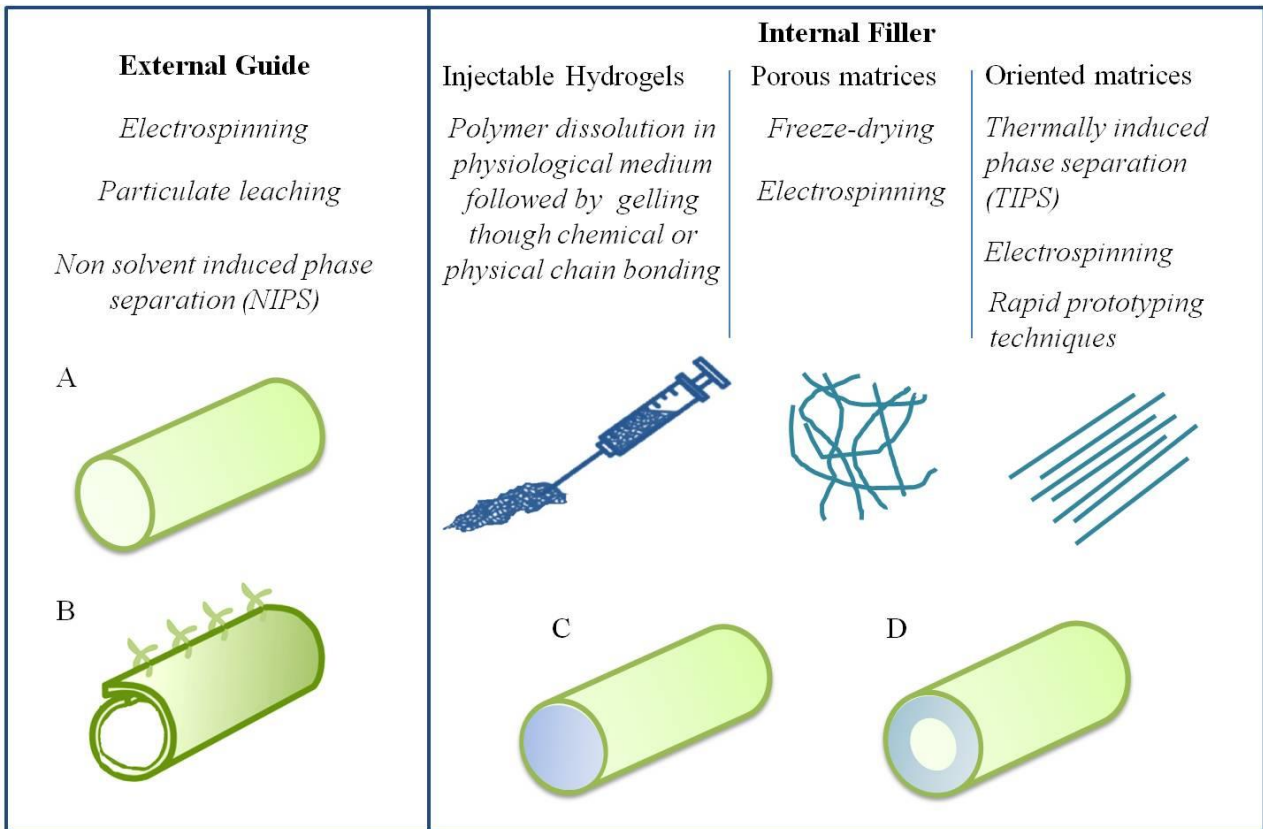 External Guide
Electrospinning
Particulate leaching
Non solvent induced phase
separation (NIPS)
A
B
Internal Filler
Injectable Hydrogels
Polymer dissolution in
physiological medium
followed by gelling
though chemical or
physical chain bonding
Porous matrices
Freeze-drying
Electrospinning
Oriented matrices
Thermally induced
phase separation
(TIPS)
Electrospinning
Rapid prototyping
techniques
C
D